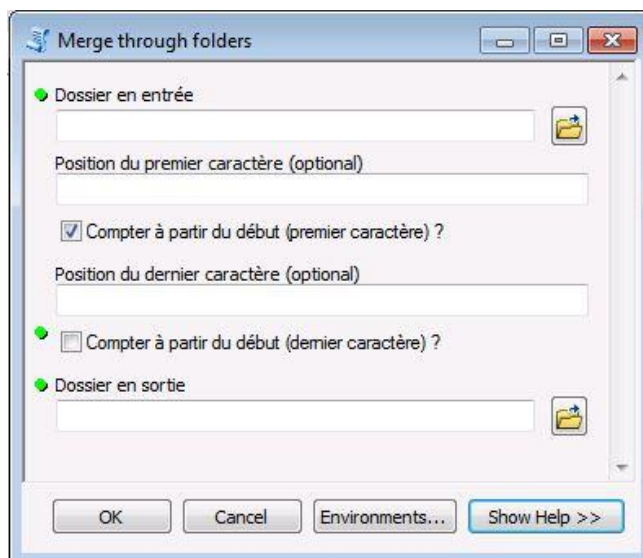 Merge through folders
Dossier en entrée
Position du premier caractère (optional)
Compter à partir du début (premier caractère) ?
Position du dernier caractère (optional)
Compter à partir du début (dernier caractère) ?
Dossier en sortie
OK Cancel Environments... Show Help >>